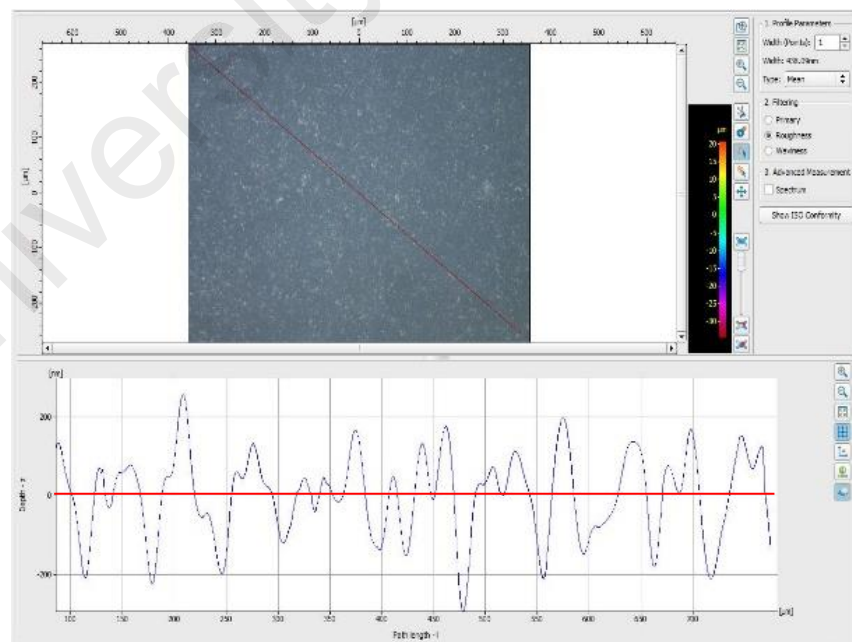 University
[µm]
600 500 400 300 200 100 0 100 200 300 400 500 600
[µm]
200
100
0
-100
-200
µm
20
15
10
5
0
-5
-10
-15
-20
-25
-30
1. Profile Parameters
Width (Points): 1
Type: Mean
2. Filtering
Primary
Roughness
Waviness
3. Advanced Measurement
Spectrum
Show ISO Conformity
[nm]
200
0
-200
Depth - z
100 150 200 250 300 350 400 450 500 550 600 650 700
[µm]
Path length - l